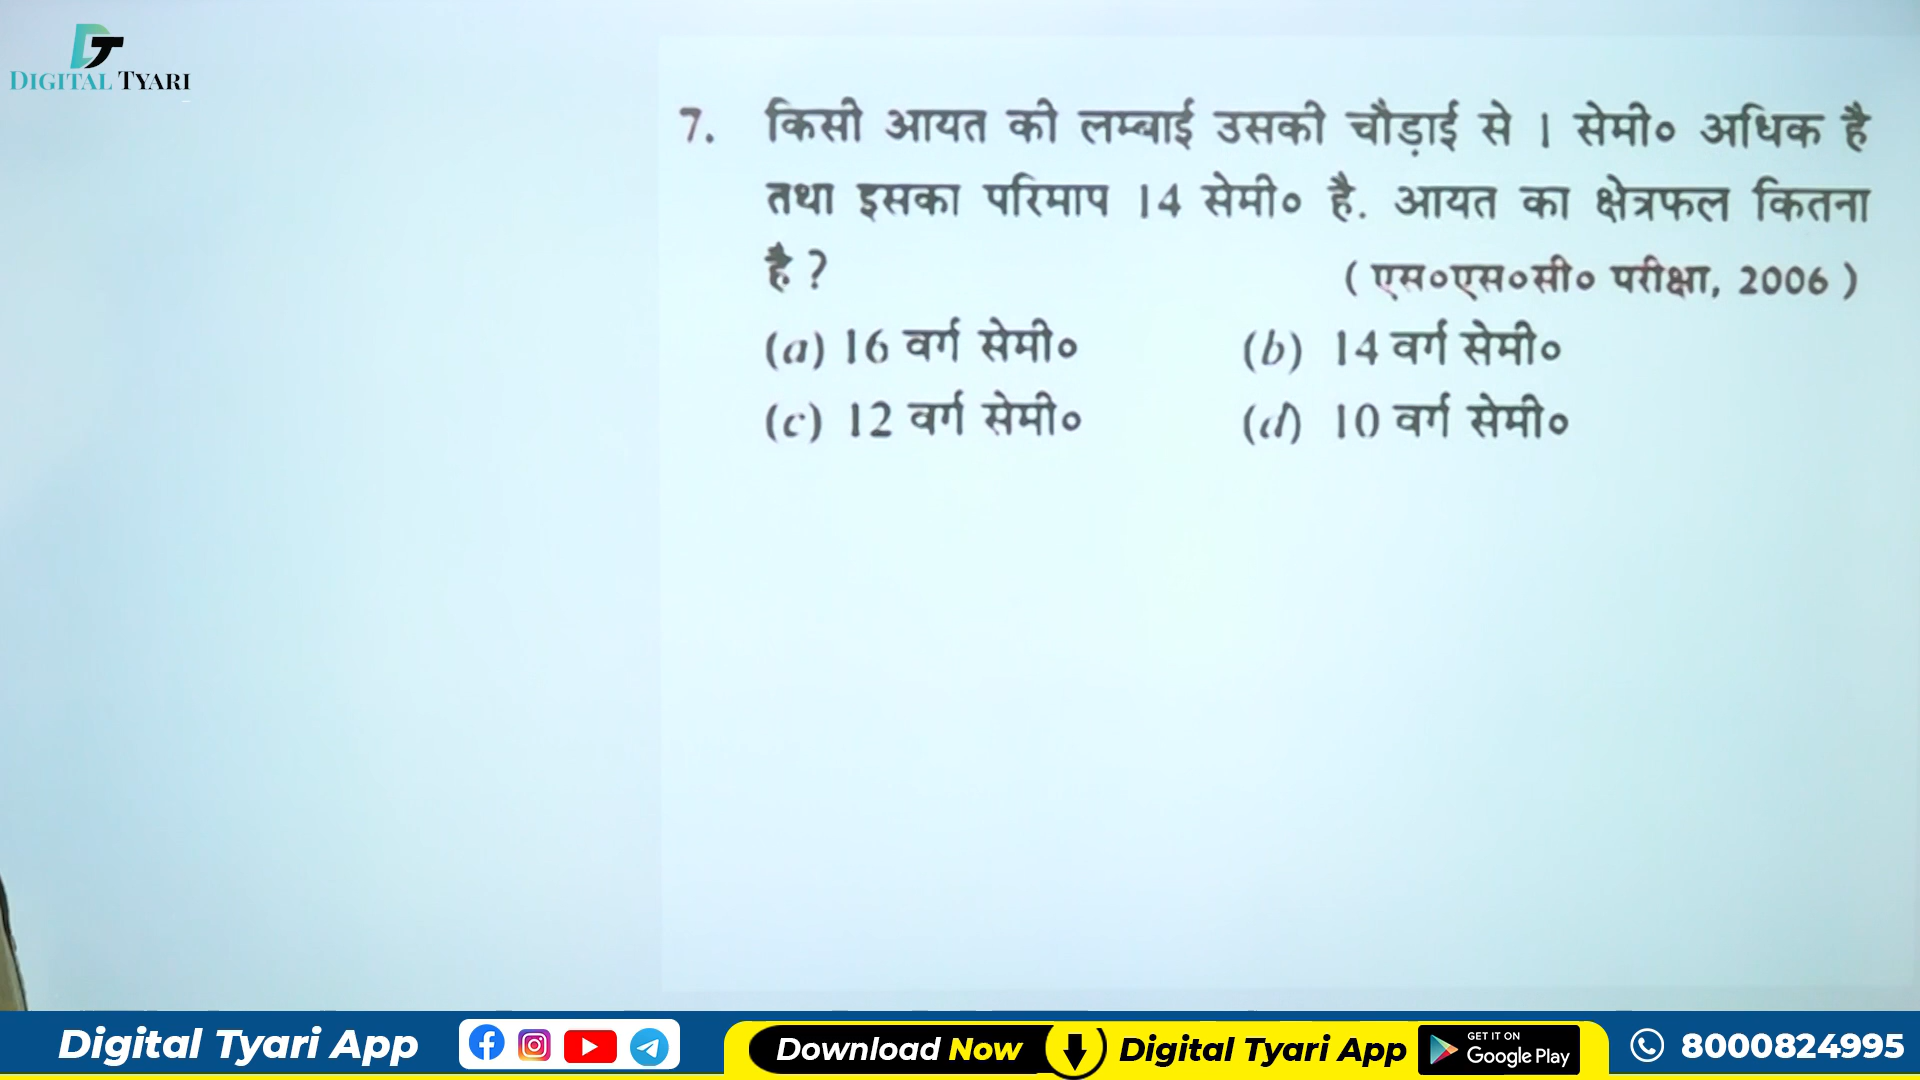 DT
DIGITAL TYARI
7. किसी आयत की लम्बाई उसकी चौड़ाई से 1 सेमी० अधिक है
तथा इसका परिमाप 14 सेमी० है. आयत का क्षेत्रफल कितना
है ? ( एस०एस०सी० परीक्षा, 2006 )
(a) 16 वर्ग सेमी० (b) 14 वर्ग सेमी०
(c) 12 वर्ग सेमी० (d) 10 वर्ग सेमी०
Digital Tyari App Download Now Digital Tyari App GET IT ON Google Play 8000824995